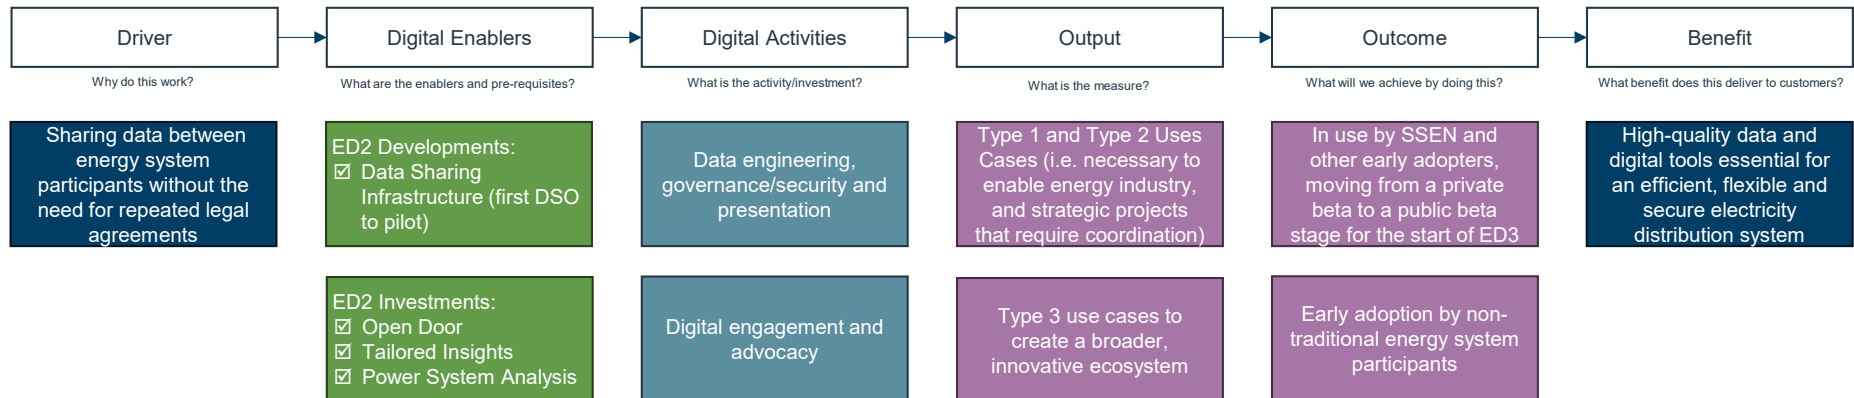 Driver
Digital Enablers
Digital Activities
Output
Outcome
Benefit
Why do this work?
What are the enablers and pre-requisites?
What is the activity/investment?
What is the measure?
What will we achieve by doing this?
What benefit does this deliver to customers?
Sharing data between
energy system
participants without the
need for repeated legal
agreements
ED2 Developments:
☑ Data Sharing
Infrastructure (first DSO
to pilot)
Data engineering,
governance/security and
presentation
Type 1 and Type 2 Uses
Cases (i.e. necessary to
enable energy industry,
and strategic projects
that require coordination)
In use by SSEN and
other early adopters,
moving from a private
beta to a public beta
stage for the start of ED3
High-quality data and
digital tools essential for
an efficient, flexible and
secure electricity
distribution system
ED2 Investments:
☑ Open Door
☑ Tailored Insights
☑ Power System Analysis
Digital engagement and
advocacy
Type 3 use cases to
create a broader,
innovative ecosystem
Early adoption by non-
traditional energy system
participants